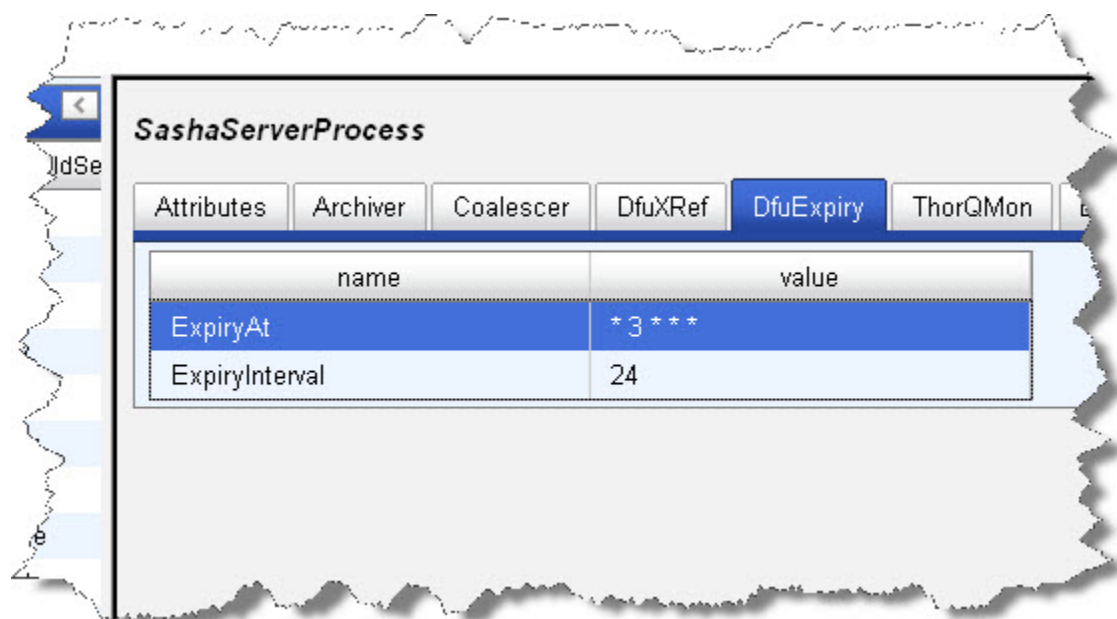 SashaServerProcess
Attributes Archiver Coalescer DfuXRef DfuExpiry ThorQMon
name value
ExpiryAt * 3 * * *
ExpiryInterval 24